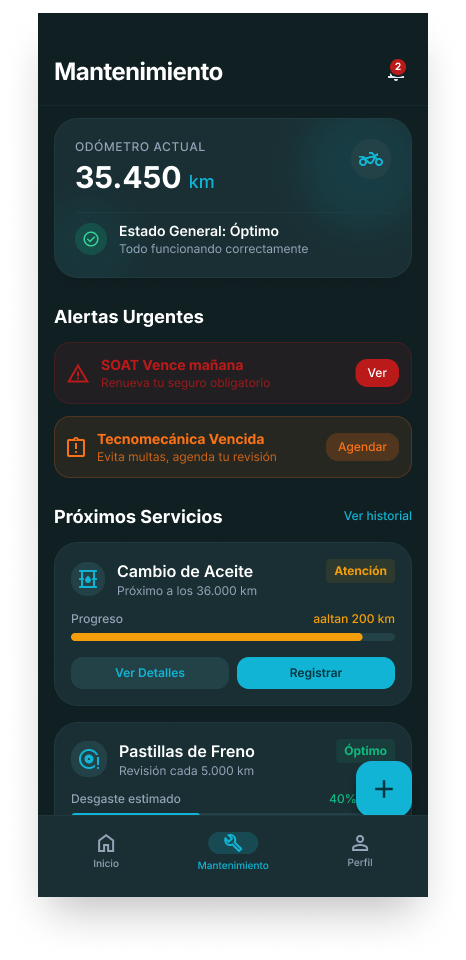 Mantenimiento
2
ODÓMETRO ACTUAL
35.450 km
Estado General: Óptimo
Todo funcionando correctamente
Alertas Urgentes
SOAT Vence mañana
Renueva tu seguro obligatorio
Ver
Tecnomecánica Vencida
Evita multas, agenda tu revisión
Agendar
Próximos Servicios
Ver historial
Cambio de Aceite
Próximo a los 36.000 km
Atención
Progreso
aaltan 200 km
Ver Detalles
Registrar
Pastillas de Freno
Revisión cada 5.000 km
Óptimo
Desgaste estimado
40%
Inicio
Mantenimiento
Perfil